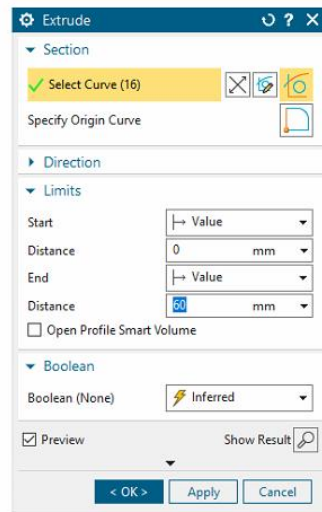 Extrude
Section
Select Curve (16)
Specify Origin Curve
Direction
Limits
Start Value
Distance 0 mm
End Value
Distance 60 mm
Open Profile Smart Volume
Boolean
Boolean (None) Inferred
Preview Show Result
< OK > Apply Cancel